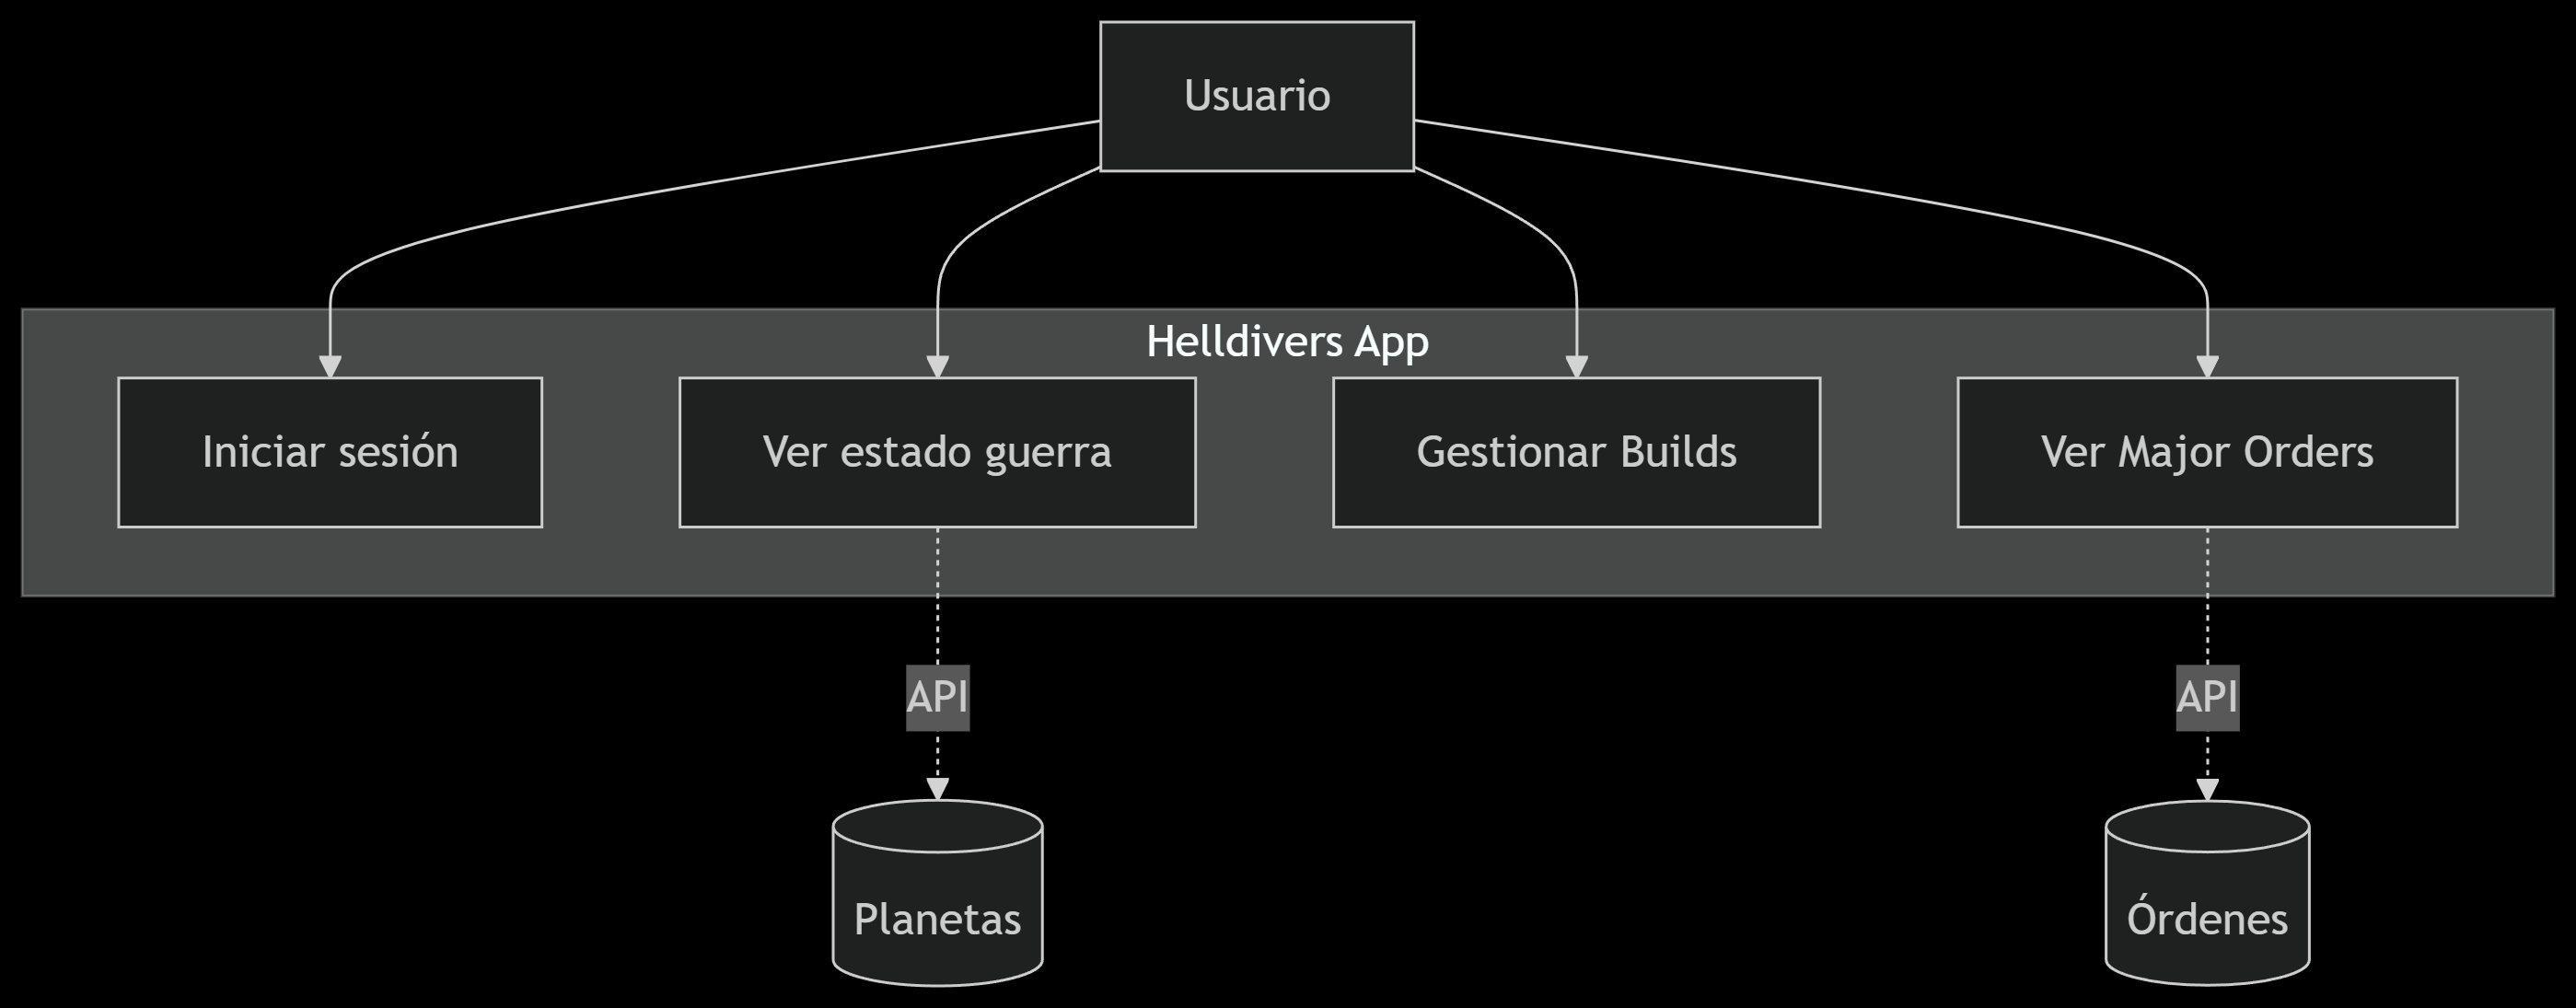 Usuario
Helldivers App
Iniciar sesión
Ver estado guerra
Gestionar Builds
Ver Major Orders
API
API
Planetas
Órdenes